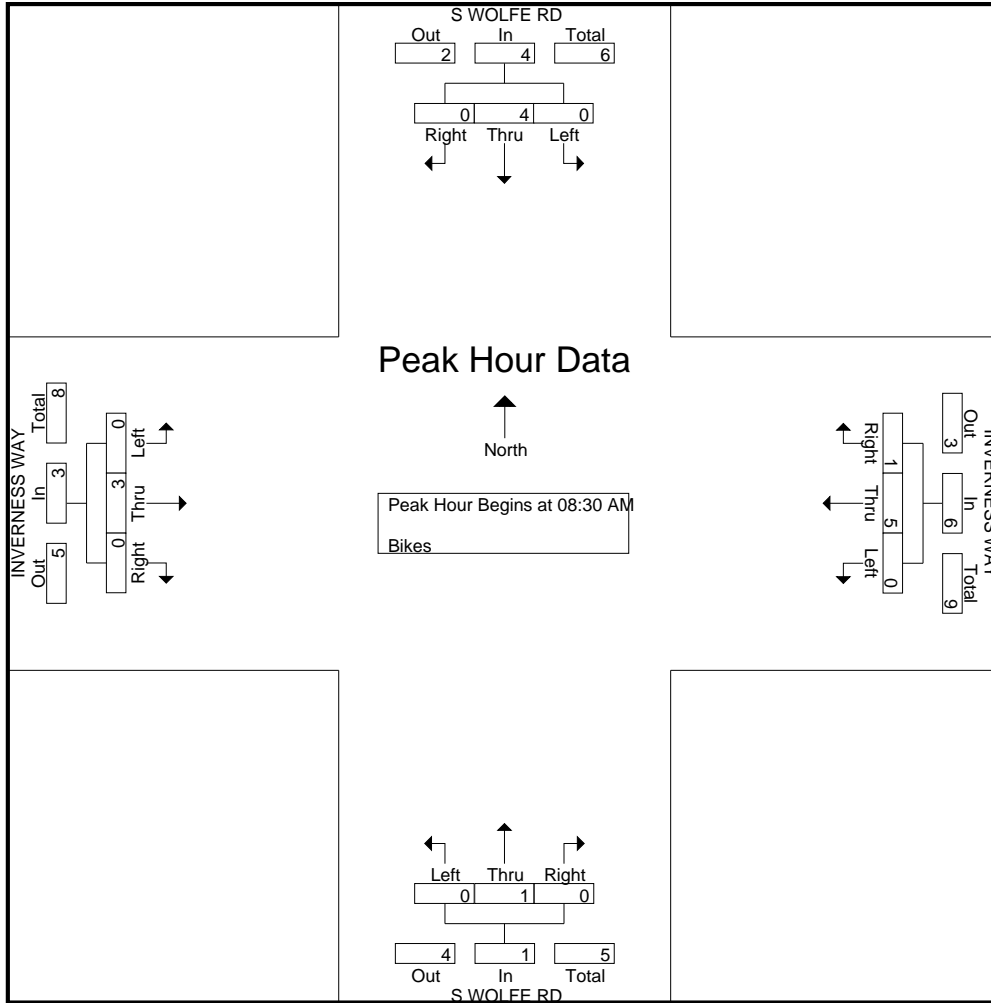 S WOLFE RD
Out In Total
2 4 6
0 4 0
Right Thru Left
Peak Hour Data
North
Peak Hour Begins at 08:30 AM
Bikes
INVERNESS WAY
Total In Out
8 3 5
0 3 0
Left Thru Right
INVERNESS WAY
Out In Total
3 6 9
1 5 0
Right Thru Left
Left Thru Right
0 1 0
4 1 5
Out In Total
S WOLFE RD